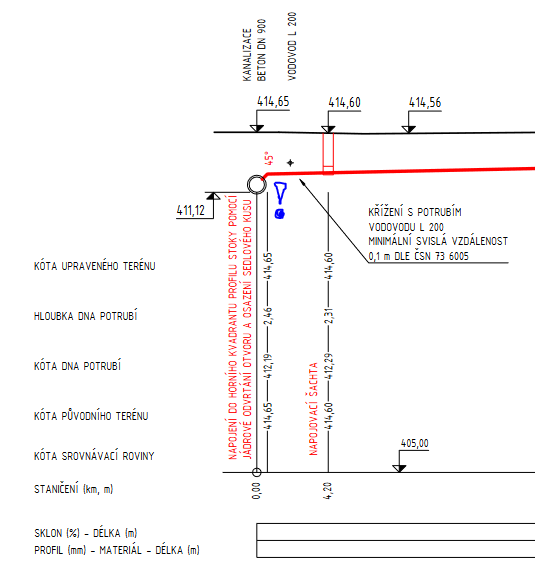 KANALIZACE
BETON DN 900
VODOVOD L 200
414,65
414,60
414,56
45°
411,12
KŘÍŽENÍ S POTRUBÍM
VODOVODU L 200
MINIMÁLNÍ SVISLÁ VZDÁLENOST
0,1 m DLE ČSN 73 6005
NAPOJENÍ DO HORNÍHO KVADRANTU PROFILU STOKY POMOCÍ
JÁDROVÉ ODVRTÁNÍ OTVORU A OSAZENÍ SEDLOVÉHO KUSU
NAPOJOVACÍ ŠACHTA
KÓTA UPRAVENÉHO TERÉNU
414,65
414,60
HLOUBKA DNA POTRUBÍ
2,46
2,31
KÓTA DNA POTRUBÍ
412,19
412,29
KÓTA PŮVODNÍHO TERÉNU
414,65
414,60
KÓTA SROVNÁVACÍ ROVINY
405,00
STANIČENÍ (km, m)
0,00
4,20
SKLON (%) - DÉLKA (m)
PROFIL (mm) - MATERIÁL - DÉLKA (m)